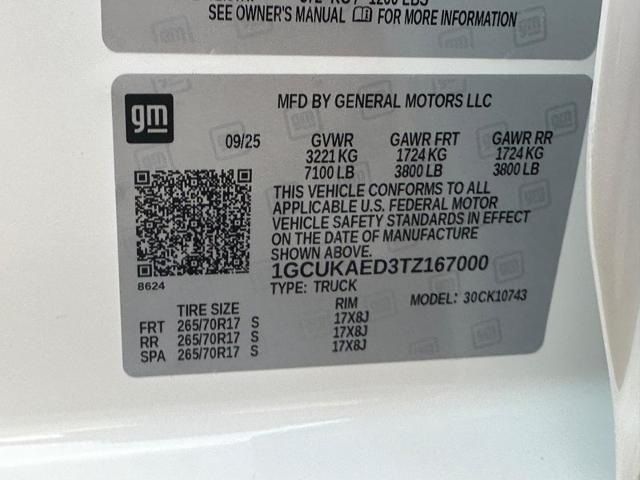 SEE OWNER'S MANUAL FOR MORE INFORMATION
gm
MFD BY GENERAL MOTORS LLC
09/25 GVWR GAWR FRT GAWR RR
3221 KG 1724 KG 1724 KG
7100 LB 3800 LB 3800 LB
THIS VEHICLE CONFORMS TO ALL
APPLICABLE U.S. FEDERAL MOTOR
VEHICLE SAFETY STANDARDS IN EFFECT
ON THE DATE OF MANUFACTURE
SHOWN ABOVE.
8624
1GCUKAED3TZ167000
TYPE: TRUCK MODEL: 30CK10743
TIRE SIZE RIM
FRT 265/70R17 S 17X8J
RR 265/70R17 S 17X8J
SPA 265/70R17 S 17X8J